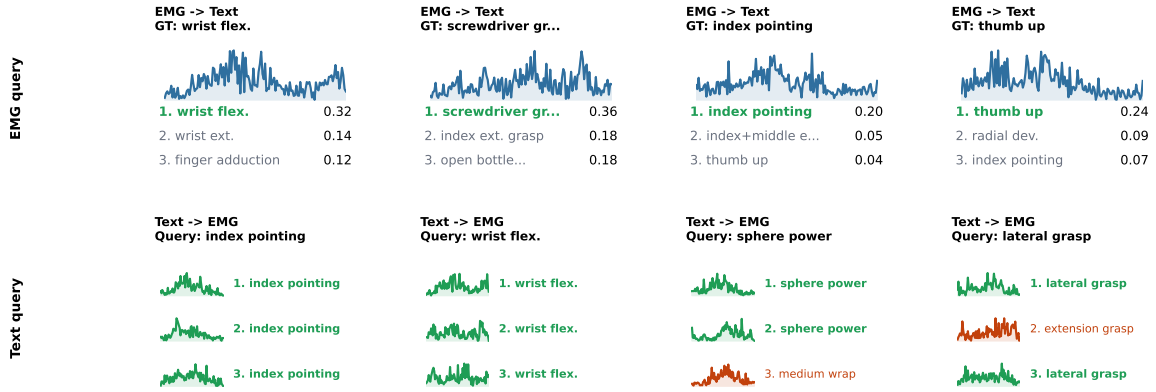 EMG query
EMG -> Text
GT: wrist flex.
1. wrist flex. 0.32
2. wrist ext. 0.14
3. finger adduction 0.12
EMG -> Text
GT: screwdriver gr...
1. screwdriver gr... 0.36
2. index ext. grasp 0.18
3. open bottle... 0.18
EMG -> Text
GT: index pointing
1. index pointing 0.20
2. index+middle e... 0.05
3. thumb up 0.04
EMG -> Text
GT: thumb up
1. thumb up 0.24
2. radial dev. 0.09
3. index pointing 0.07
Text query
Text -> EMG
Query: index pointing
1. index pointing
2. index pointing
3. index pointing
Text -> EMG
Query: wrist flex.
1. wrist flex.
2. wrist flex.
3. wrist flex.
Text -> EMG
Query: sphere power
1. sphere power
2. sphere power
3. medium wrap
Text -> EMG
Query: lateral grasp
1. lateral grasp
2. extension grasp
3. lateral grasp